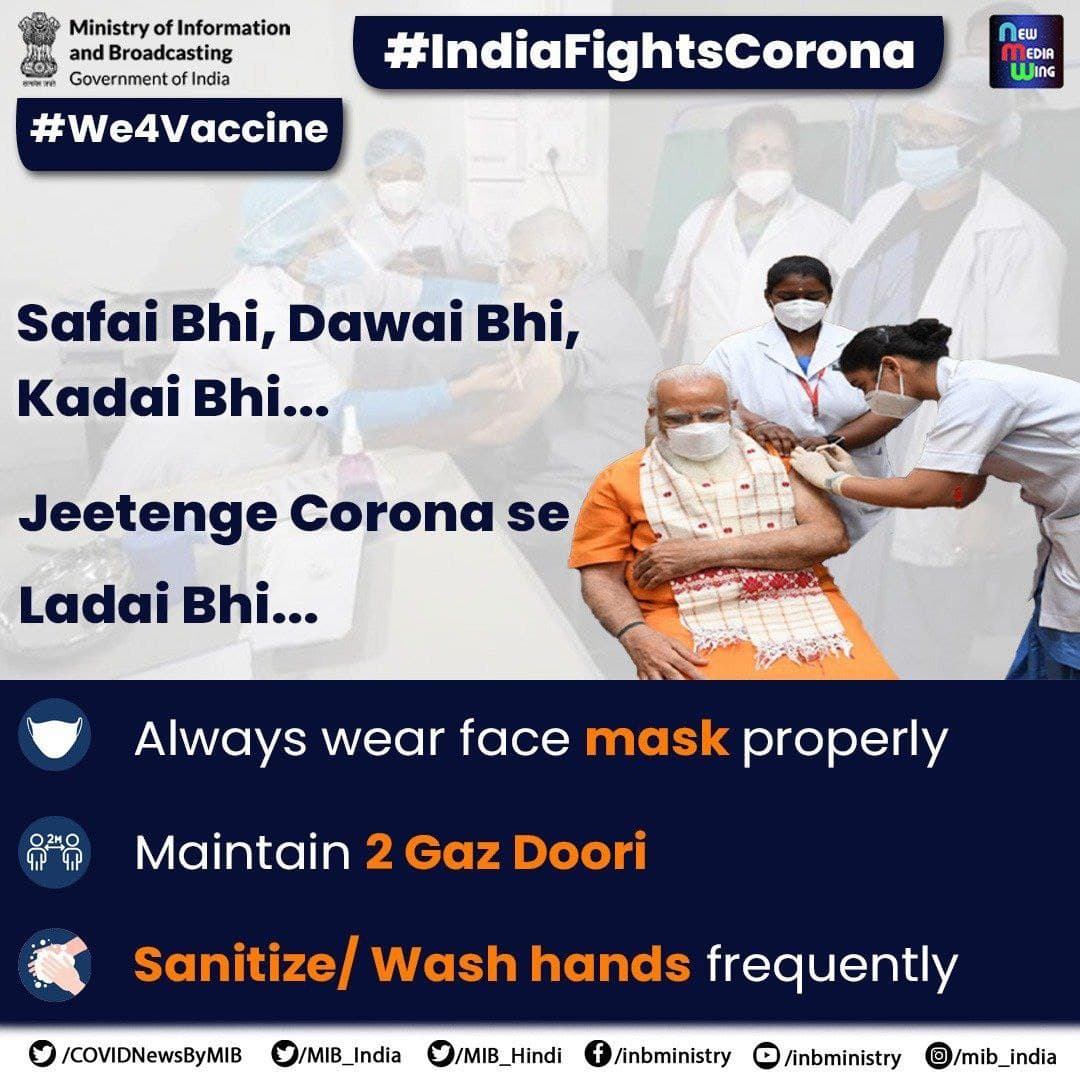 Ministry of Information
and Broadcasting
Government of India
#IndiaFightsCorona
NEW
MEDIA
WING
#We4Vaccine
Safai Bhi, Dawai Bhi,
Kadai Bhi...
Jeetenge Corona se
Ladai Bhi...
Always wear face mask properly
2M
Maintain 2 Gaz Doori
Sanitize/ Wash hands frequently
/COVIDNewsByMIB /MIB_India /MIB_Hindi /inbministry /inbministry /mib_india